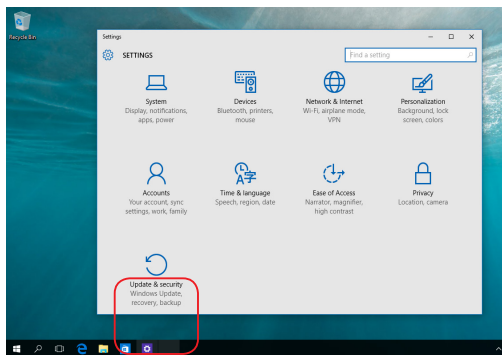 Recycle Bin
Settings
SETTINGS
Find a setting
System
Display, notifications,
apps, power
Devices
Bluetooth, printers,
mouse
Network & Internet
Wi-Fi, airplane mode,
VPN
Personalization
Background, lock
screen, colors
Accounts
Your account, sync
settings, work, family
Time & language
Speech, region, date
Ease of Access
Narrator, magnifier,
high contrast
Privacy
Location, camera
Update & security
Windows Update,
recovery, backup